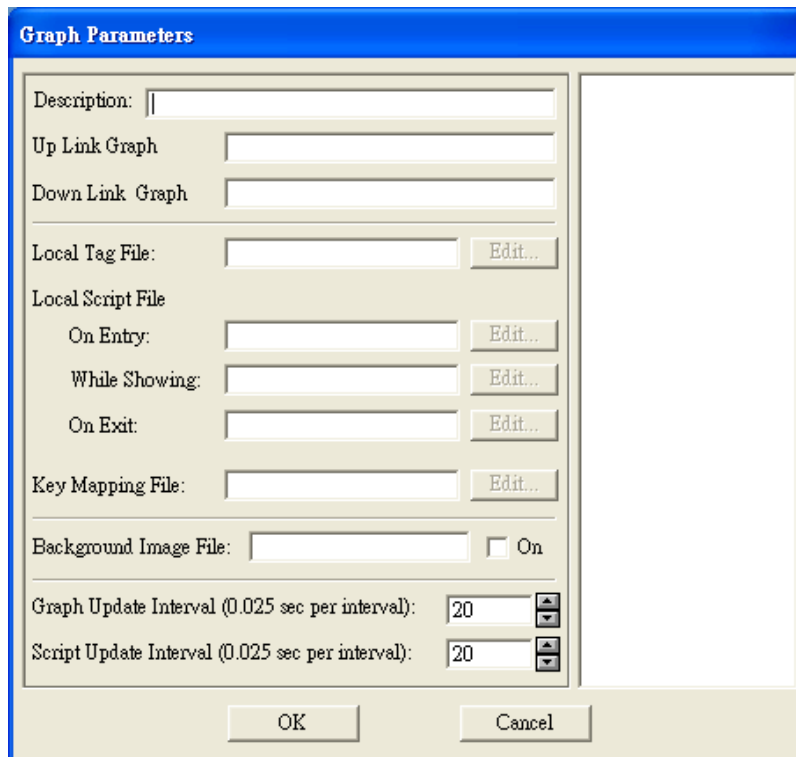 Graph Parameters
Description:
Up Link Graph
Down Link Graph
Local Tag File: Edit...
Local Script File
On Entry: Edit...
While Showing: Edit...
On Exit: Edit...
Key Mapping File: Edit...
Background Image File: On
Graph Update Interval (0.025 sec per interval): 20
Script Update Interval (0.025 sec per interval): 20
OK Cancel